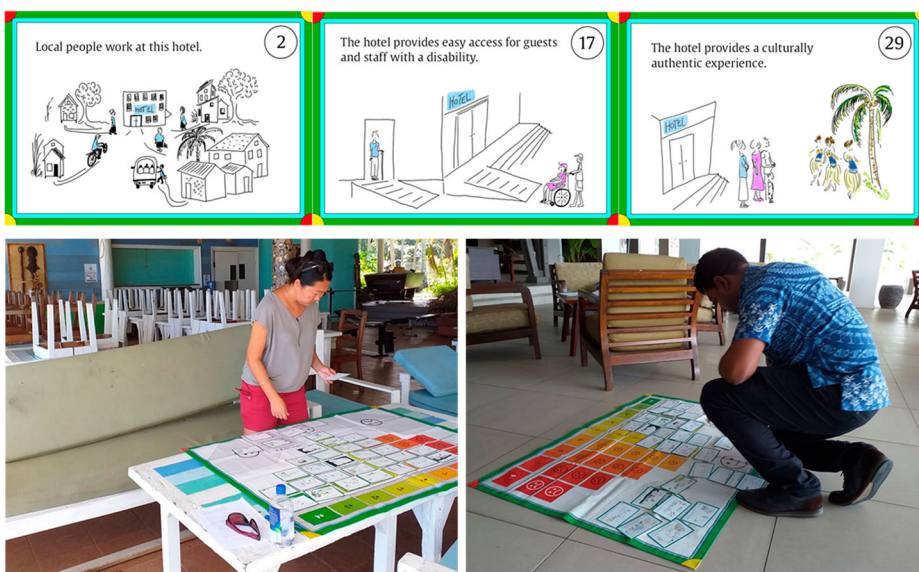 Local people work at this hotel.
2
HOTEL
The hotel provides easy access for guests
and staff with a disability.
17
HOTEL
The hotel provides a culturally
authentic experience.
29
HOTEL